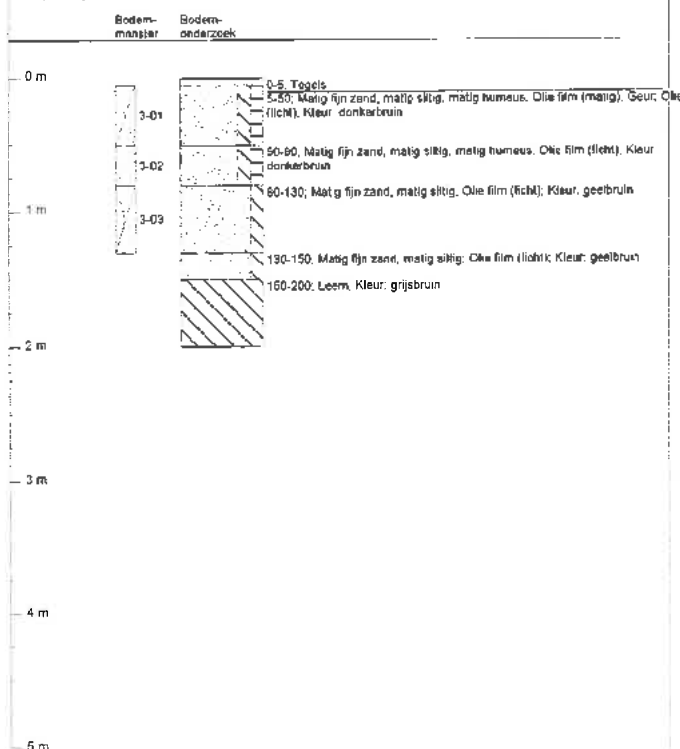 Bodem- Bodem-
monster onderzoek
0 m
0-5, Tegels
5-50; Matig fijn zand, matig siltig, matig humeus. Olie film (matig). Geur: Olie
(licht), Kleur donkerbruin
3-01
50-80, Matig fijn zand, matig siltig, matig humeus. Olie film (licht), Kleur
donkerbruin
3-02
80-130; Matig fijn zand, matig siltig. Olie film (licht); Kleur. geelbruin
1 m
3-03
130-150; Matig fijn zand, matig siltig; Olie film (licht); Kleur: geelbruin
150-200; Leem, Kleur: grijsbruin
2 m
3 m
4 m
5 m